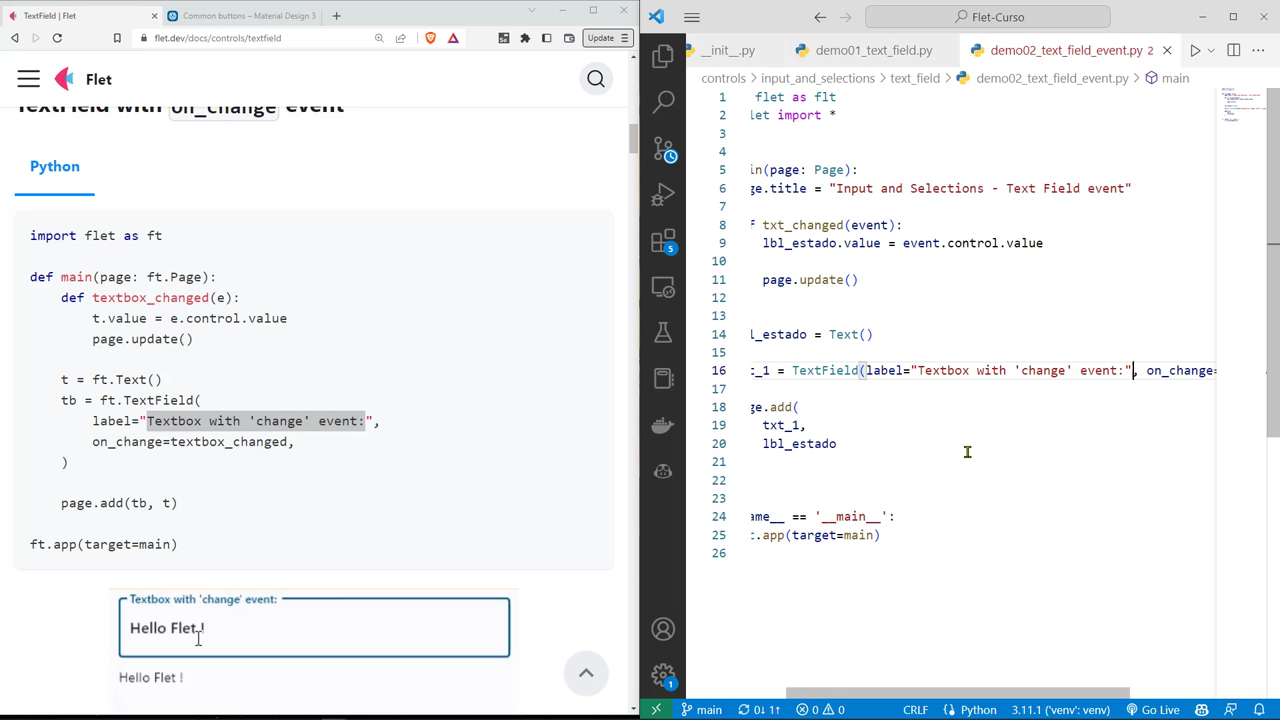 TextField | Flet
Common buttons – Material Design 3
flet.dev/docs/controls/textfield
Update
Flet
TextField with on_change event
Python
import flet as ft
def main(page: ft.Page):
def textbox_changed(e):
t.value = e.control.value
page.update()
t = ft.Text()
tb = ft.TextField(
label="Textbox with 'change' event:",
on_change=textbox_changed,
)
page.add(tb, t)
ft.app(target=main)
Textbox with 'change' event:
Hello Flet !
Hello Flet !
Flet-Curso
__init__.py
demo01_text_field.py
demo02_text_field_event.py 2
controls
input_and_selections
text_field
demo02_text_field_event.py
main
1 flet as flt
2 let import *
3
4
5 in(page: Page):
6 ge.title = "Input and Selections - Text Field event"
7
8 f txt_changed(event):
9 lbl_estado.value = event.control.value
10
11 page.update()
12
13
14 l_estado = Text()
15
16 t_1 = TextField(label="Textbox with 'change' event:", on_change=
17
18 ge.add(
19 txt_1,
20 lbl_estado
21
22
23
24 ame__ == '__main__':
25 t.app(target=main)
26
5
1
main
0↓ 1↑
0
0
CRLF
Python
3.11.1 ('venv': venv)
Go Live